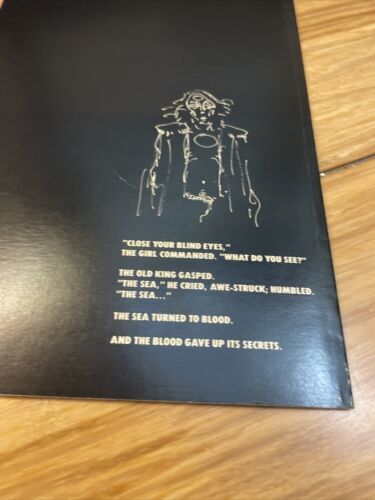 "CLOSE YOUR BLIND EYES,"
THE GIRL COMMANDED. "WHAT DO YOU SEE?"
THE OLD KING GASPED.
"THE SEA," HE CRIED, AWE-STRUCK; HUMBLED.
"THE SEA..."
THE SEA TURNED TO BLOOD.
AND THE BLOOD GAVE UP ITS SECRETS.